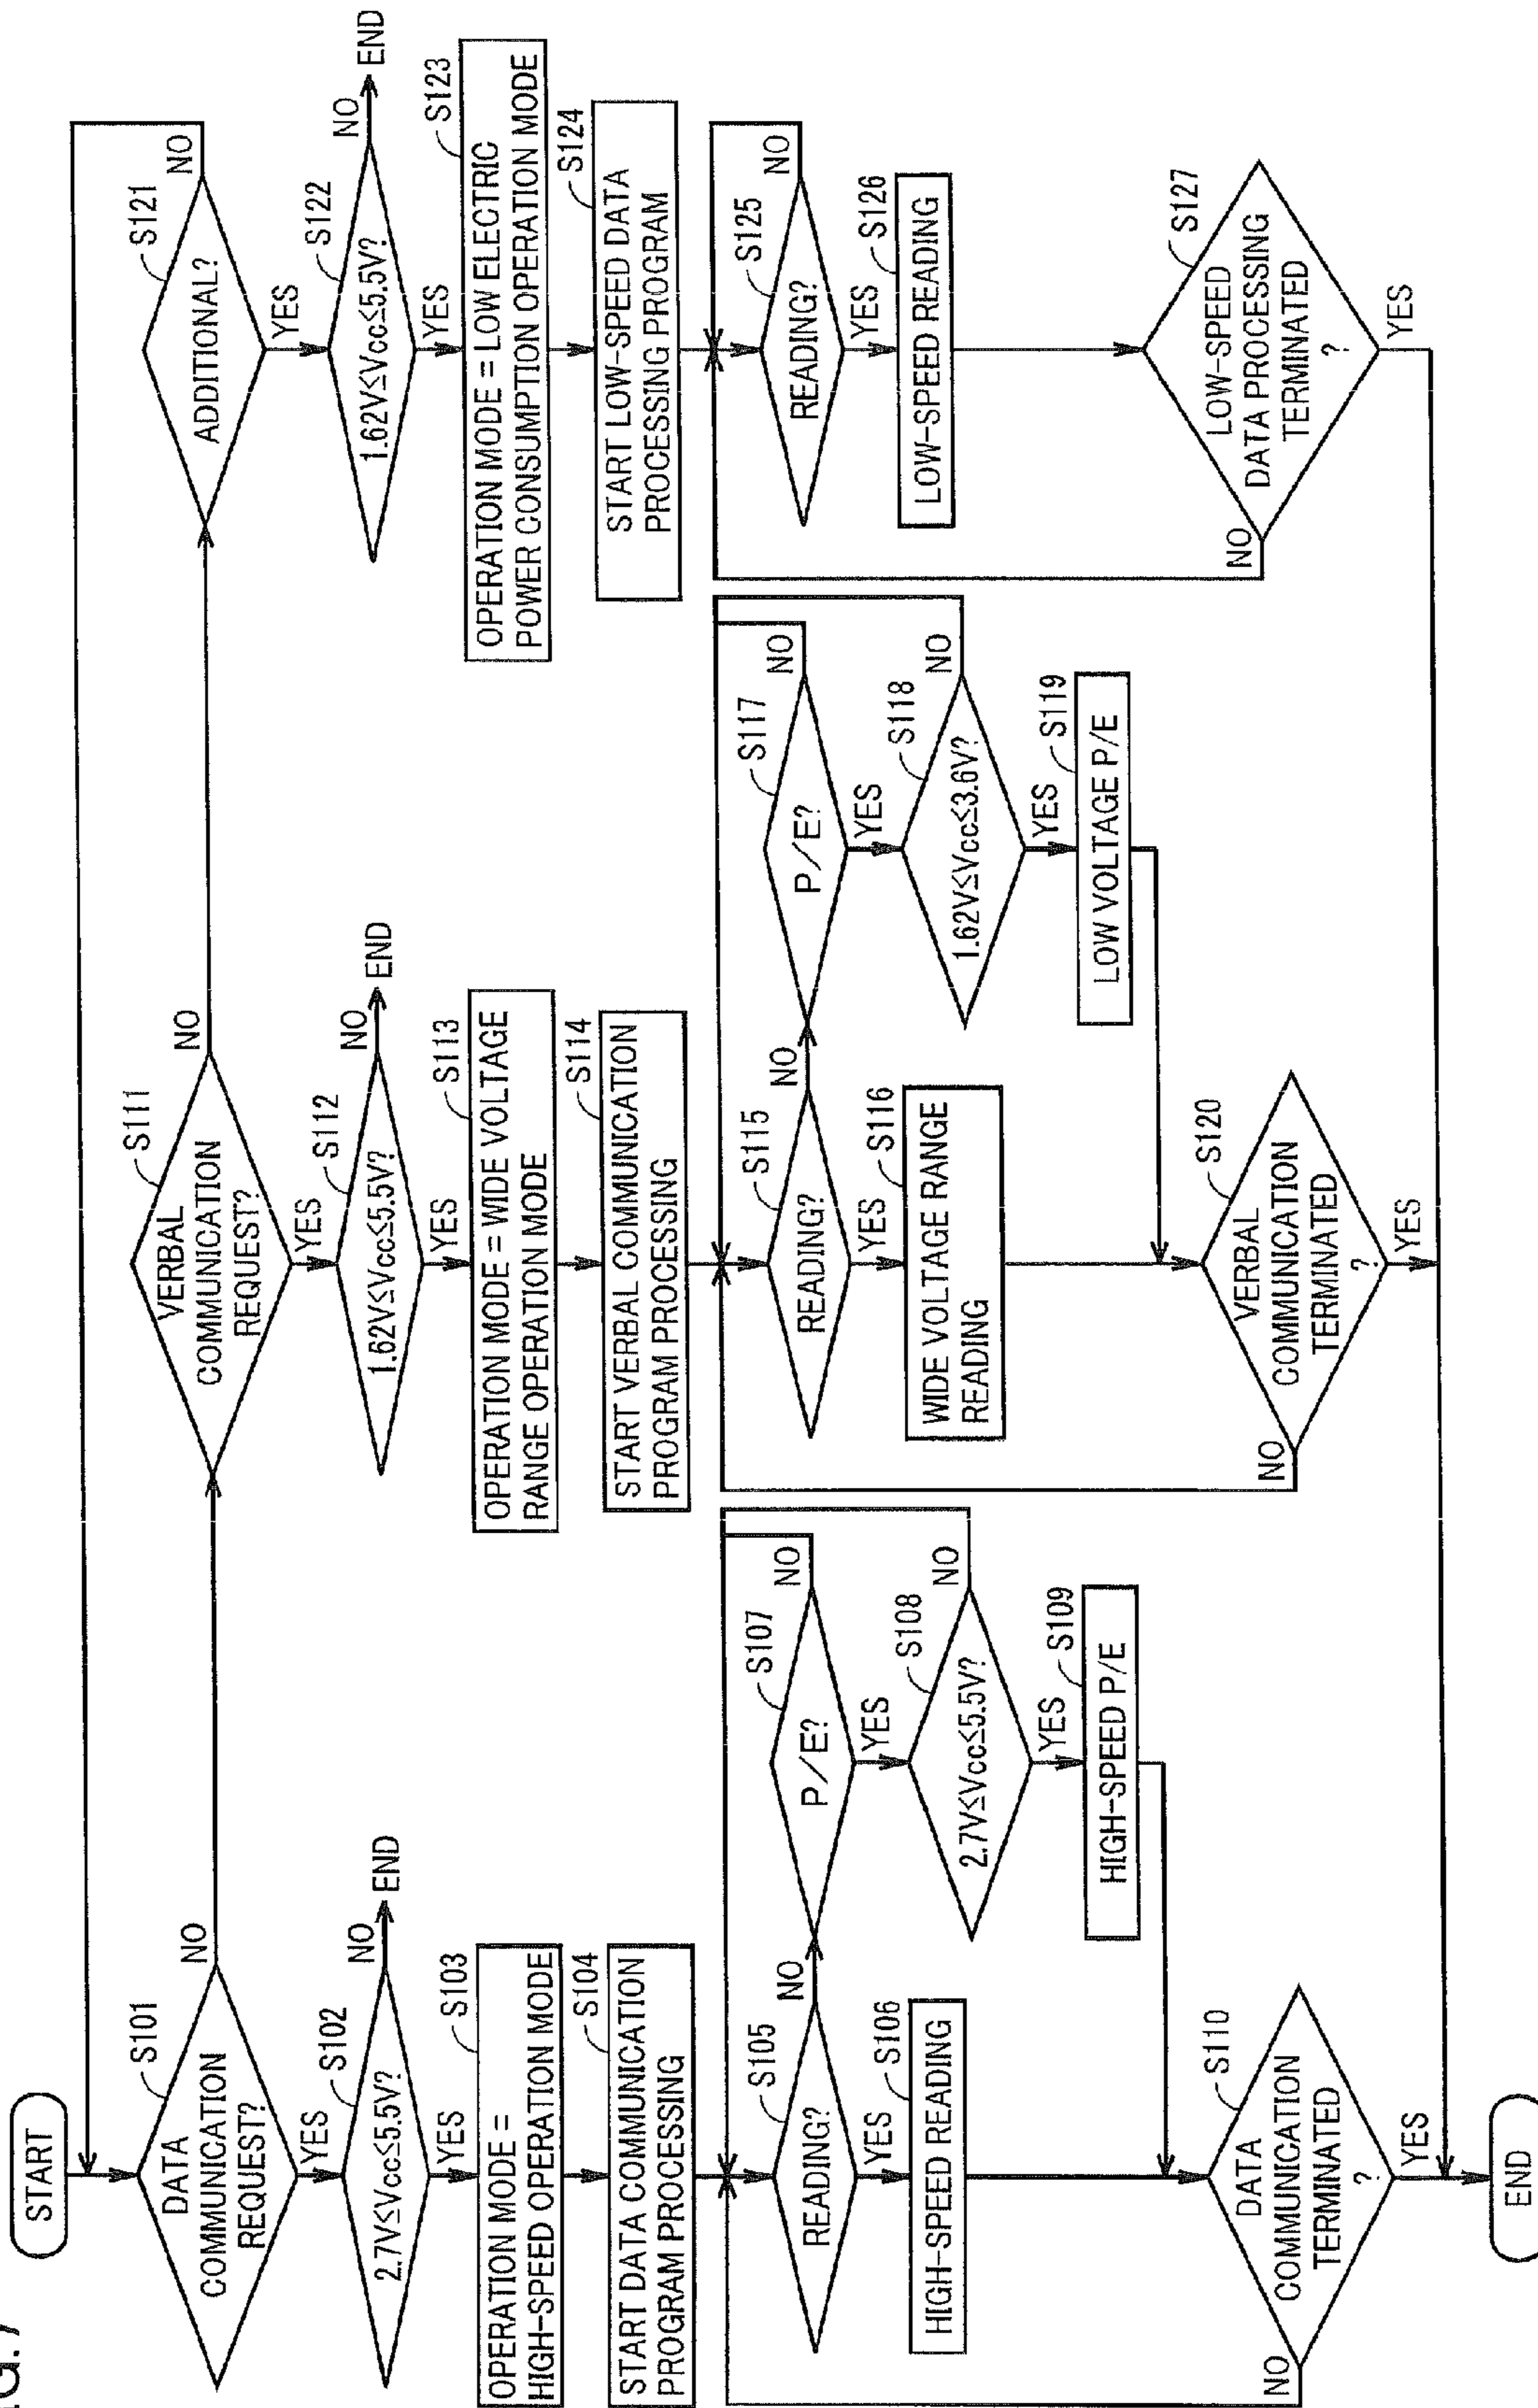 START
DATA
COMMUNICATION
REQUEST?
S101
NO
YES
2.7V≤Vcc≤5.5V?
S102
NO
END
YES
OPERATION MODE =
HIGH-SPEED OPERATION MODE
S103
START DATA COMMUNICATION
PROGRAM PROCESSING
S104
READING?
S105
NO
YES
HIGH-SPEED READING
S106
P/E?
S107
NO
YES
2.7V≤Vcc≤5.5V?
S108
NO
YES
HIGH-SPEED P/E
S109
DATA
COMMUNICATION
TERMINATED
?
S110
NO
YES
END
VERBAL
COMMUNICATION
REQUEST?
S111
NO
YES
1.62V≤Vcc≤5.5V?
S112
NO
END
YES
OPERATION MODE = WIDE VOLTAGE
RANGE OPERATION MODE
S113
START VERBAL COMMUNICATION
PROGRAM PROCESSING
S114
READING?
S115
NO
YES
WIDE VOLTAGE RANGE
READING
S116
P/E?
S117
NO
YES
1.62V≤Vcc≤3.6V?
S118
NO
YES
LOW VOLTAGE P/E
S119
VERBAL
COMMUNICATION
TERMINATED
?
S120
NO
YES
ADDITIONAL?
S121
NO
YES
1.62V≤Vcc≤5.5V?
S122
NO
END
YES
OPERATION MODE = LOW ELECTRIC
POWER CONSUMPTION OPERATION MODE
S123
START LOW-SPEED DATA
PROCESSING PROGRAM
S124
READING?
S125
NO
YES
LOW-SPEED READING
S126
LOW-SPEED
DATA PROCESSING
TERMINATED
?
S127
NO
YES